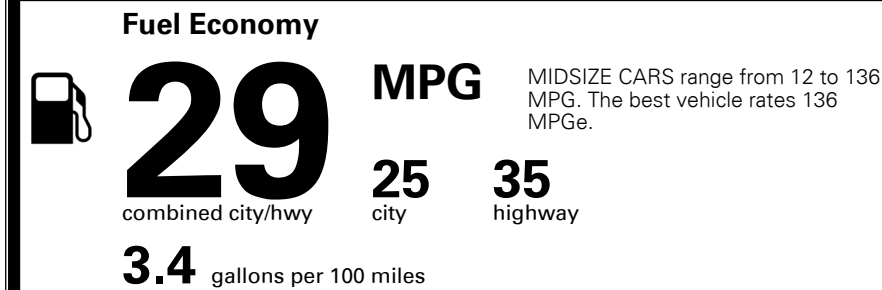 Fuel Economy
29
MPG
MIDSIZE CARS range from 12 to 136
MPG. The best vehicle rates 136
MPGe.
combined city/hwy
25
city
35
highway
3.4 gallons per 100 miles